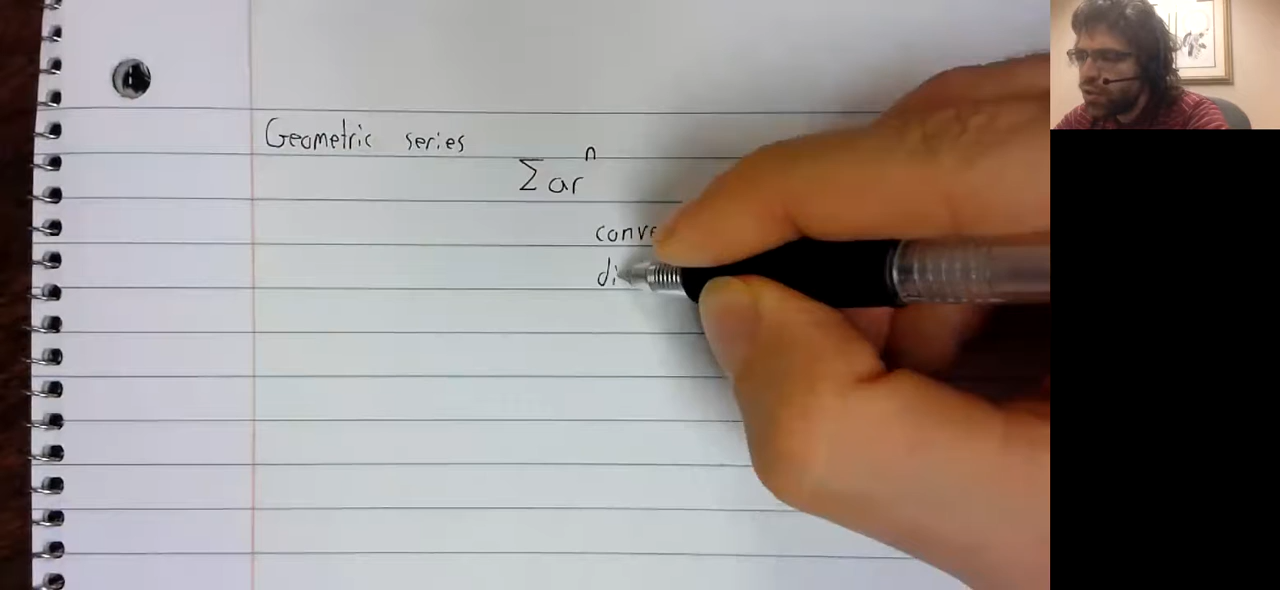 Geometric series
Σ ar^n
conve
di